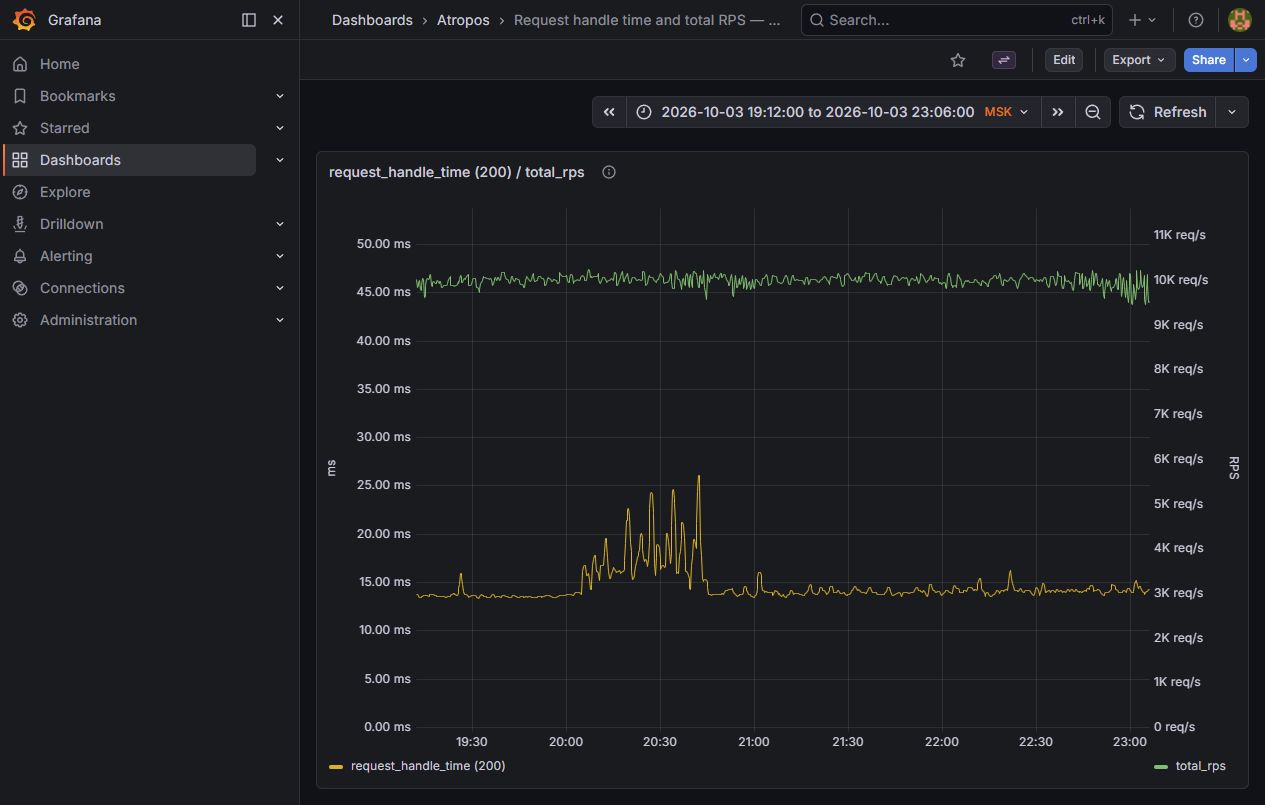 Grafana
Dashboards › Atropos › Request handle time and total RPS — ...
Search...
ctrl+k
Home
Bookmarks
Starred
Dashboards
Explore
Drilldown
Alerting
Connections
Administration
Edit
Export
Share
2026-10-03 19:12:00 to 2026-10-03 23:06:00 MSK
Refresh
request_handle_time (200) / total_rps
50.00 ms
45.00 ms
40.00 ms
35.00 ms
30.00 ms
25.00 ms
20.00 ms
15.00 ms
10.00 ms
5.00 ms
0.00 ms
ms
11K req/s
10K req/s
9K req/s
8K req/s
7K req/s
6K req/s
5K req/s
4K req/s
3K req/s
2K req/s
1K req/s
0 req/s
RPS
19:30 20:00 20:30 21:00 21:30 22:00 22:30 23:00
request_handle_time (200)
total_rps